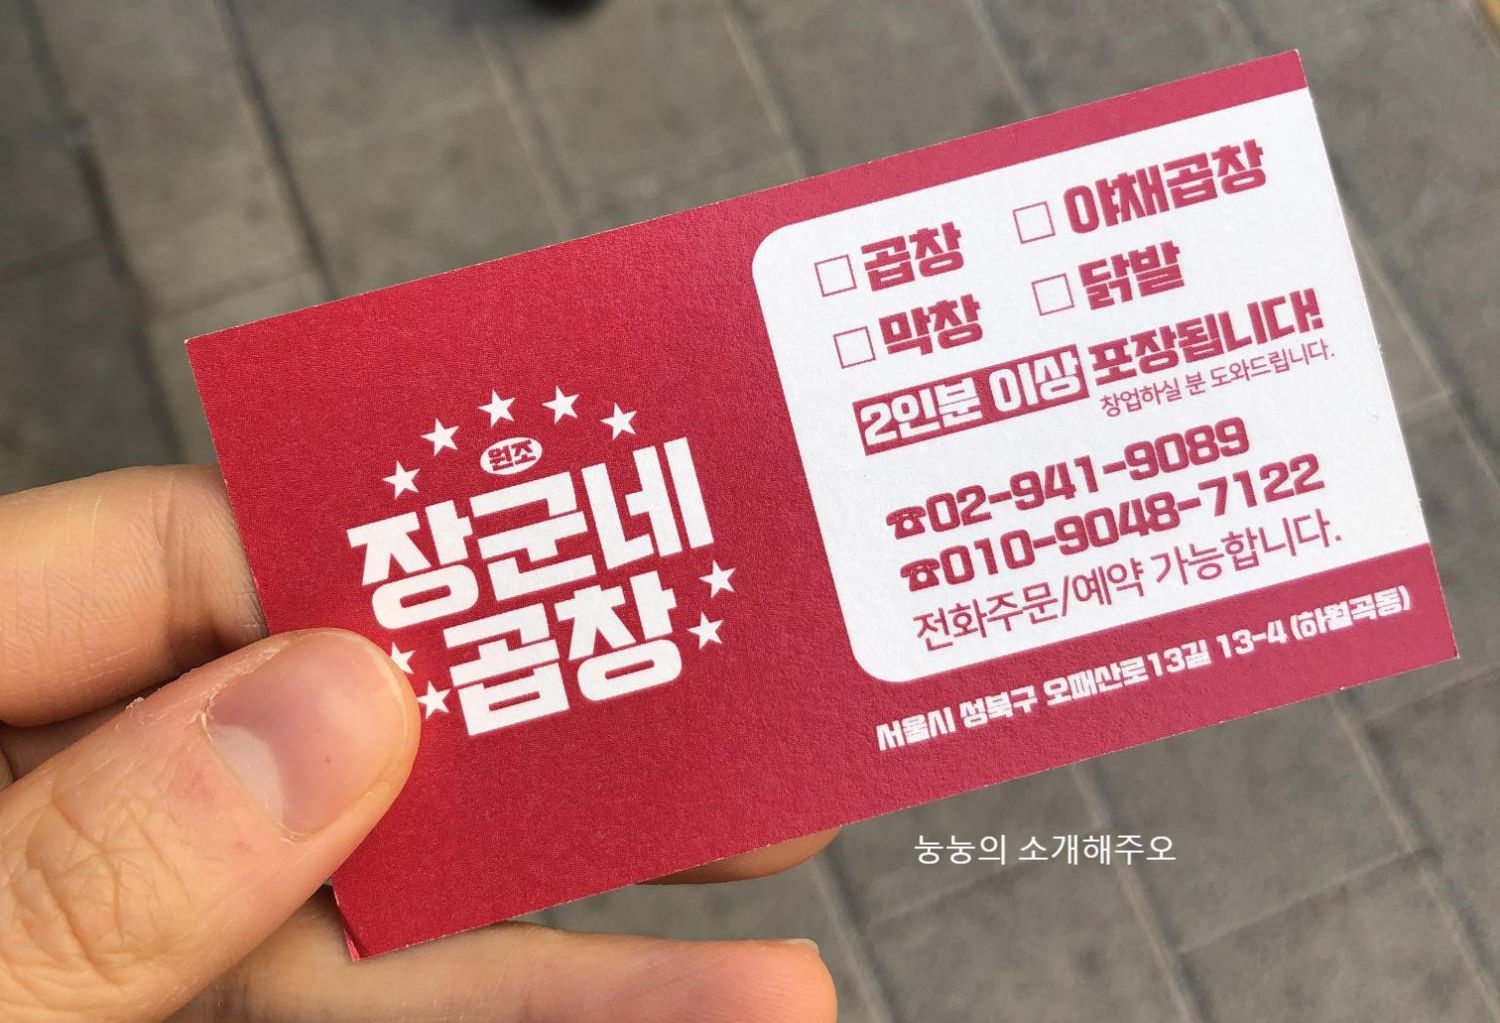 원조
장군네
곱창
□ 곱창 □ 야채곱창
□ 막창 □ 닭발
2인분 이상 포장됩니다!
창업하실 분 도와드립니다.
☎02-941-9089
☎010-9048-7122
전화주문/예약 가능합니다.
서울시 성북구 오패산로13길 13-4 (하월곡동)
눙눙의 소개해주오